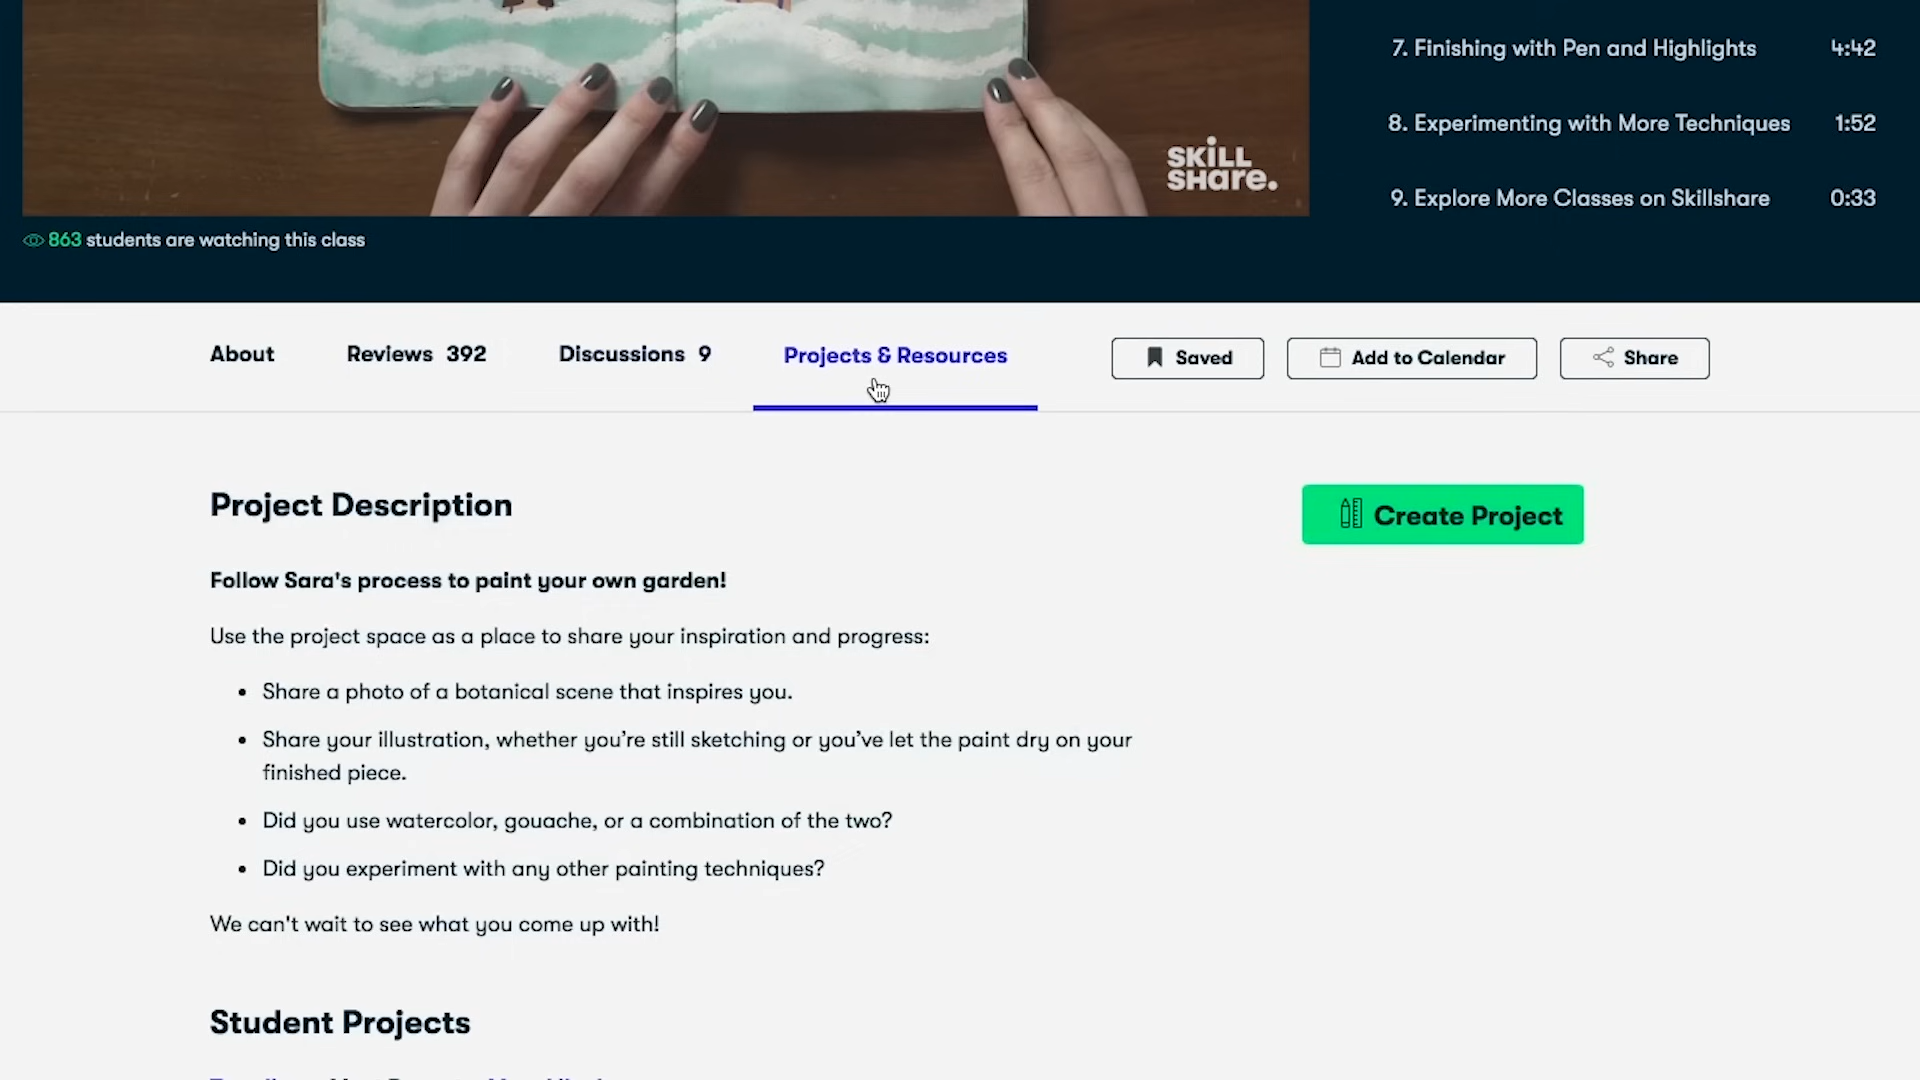 7. Finishing with Pen and Highlights 4:42
8. Experimenting with More Techniques 1:52
9. Explore More Classes on Skillshare 0:33
SKiLL
SHare.
863 students are watching this class
About Reviews 392 Discussions 9 Projects & Resources Saved Add to Calendar Share
Project Description
Create Project
Follow Sara's process to paint your own garden!
Use the project space as a place to share your inspiration and progress:
• Share a photo of a botanical scene that inspires you.
• Share your illustration, whether you’re still sketching or you’ve let the paint dry on your
finished piece.
• Did you use watercolor, gouache, or a combination of the two?
• Did you experiment with any other painting techniques?
We can't wait to see what you come up with!
Student Projects